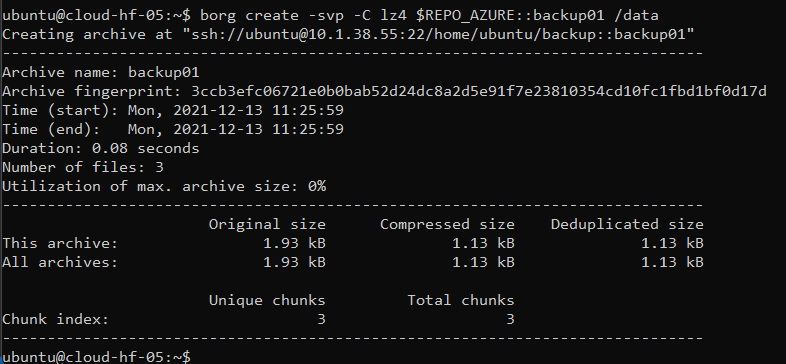 ubuntu@cloud-hf-05:~$ borg create -svp -C lz4 $REPO_AZURE::backup01 /data
Creating archive at "ssh://ubuntu@10.1.38.55:22/home/ubuntu/backup::backup01"
------------------------------------------------------------------------------
Archive name: backup01
Archive fingerprint: 3ccb3efc06721e0b0bab52d24dc8a2d5e91f7e23810354cd10fc1fbd1bf0d17d
Time (start): Mon, 2021-12-13 11:25:59
Time (end):   Mon, 2021-12-13 11:25:59
Duration: 0.08 seconds
Number of files: 3
Utilization of max. archive size: 0%
------------------------------------------------------------------------------
                       Original size      Compressed size    Deduplicated size
This archive:                1.93 kB              1.13 kB              1.13 kB
All archives:                1.93 kB              1.13 kB              1.13 kB
                       Unique chunks         Total chunks
Chunk index:                       3                    3
------------------------------------------------------------------------------
ubuntu@cloud-hf-05:~$